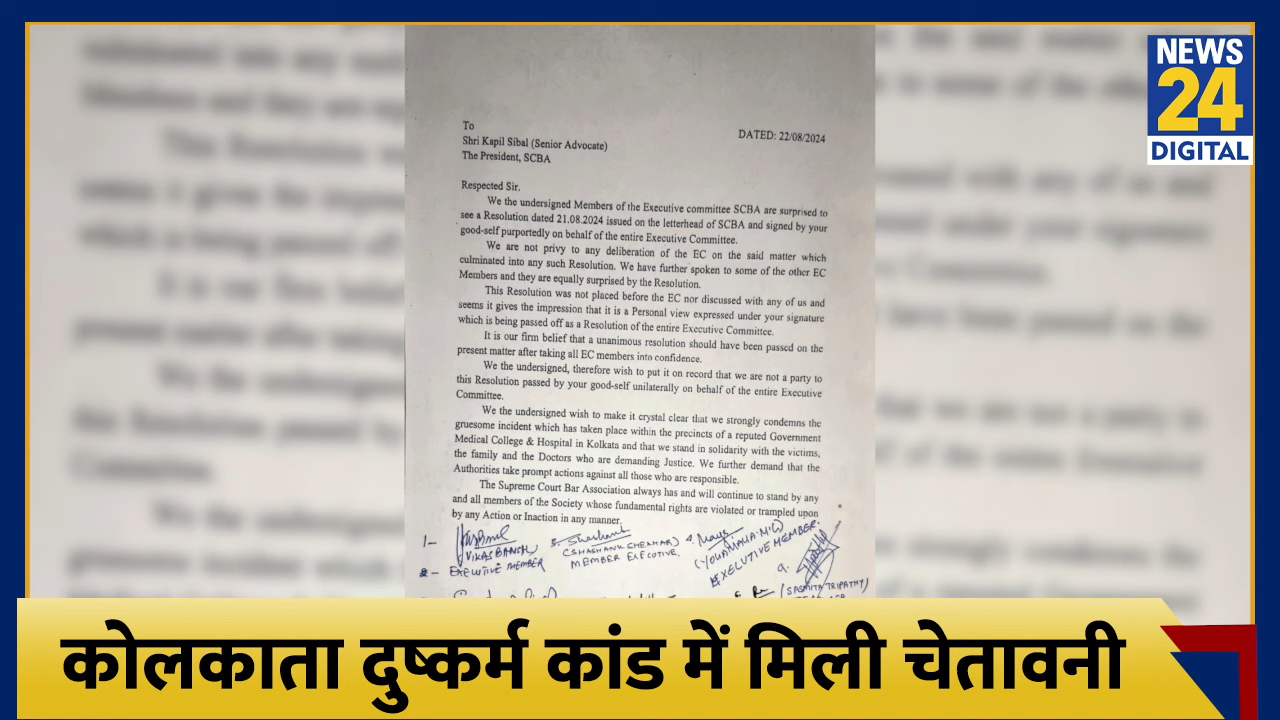 NEWS
24
DIGITAL
To
DATED: 22/08/2024
Shri Kapil Sibal (Senior Advocate)
The President, SCBA
Respected Sir.
We the undersigned Members of the Executive committee SCBA are surprised to
see a Resolution dated 21.08.2024 issued on the letterhead of SCBA and signed by your
good-self purportedly on behalf of the entire Executive Committee.
We are not privy to any deliberation of the EC on the said matter which
culminated into any such Resolution. We have further spoken to some of the other EC
Members and they are equally surprised by the Resolution.
This Resolution was not placed before the EC nor discussed with any of us and
seems it gives the impression that it is a Personal view expressed under your signature
which is being passed off as a Resolution of the entire Executive Committee.
It is our firm belief that a unanimous resolution should have been passed on the
present matter after taking all EC members into confidence.
We the undersigned, therefore wish to put it on record that we are not a party to
this Resolution passed by your good-self unilaterally on behalf of the entire Executive
Committee.
We the undersigned wish to make it crystal clear that we strongly condemns the
gruesome incident which has taken place within the precincts of a reputed Government
Medical College & Hospital in Kolkata and that we stand in solidarity with the victims,
the family and the Doctors who are demanding Justice. We further demand that the
Authorities take prompt actions against all those who are responsible.
The Supreme Court Bar Association always has and will continue to stand by any
and all members of the Society whose fundamental rights are violated or trampled upon
by any Action or Inaction in any manner.
1-
EXECUTIVE MEMBER
(SHASHANK SHEKHAR)
MEMBER EXECUTIVE,
EXECUTIVE MEMBER.
(SASMITA TRIPATHY)
कोलकाता दुष्कर्म कांड में मिली चेतावनी